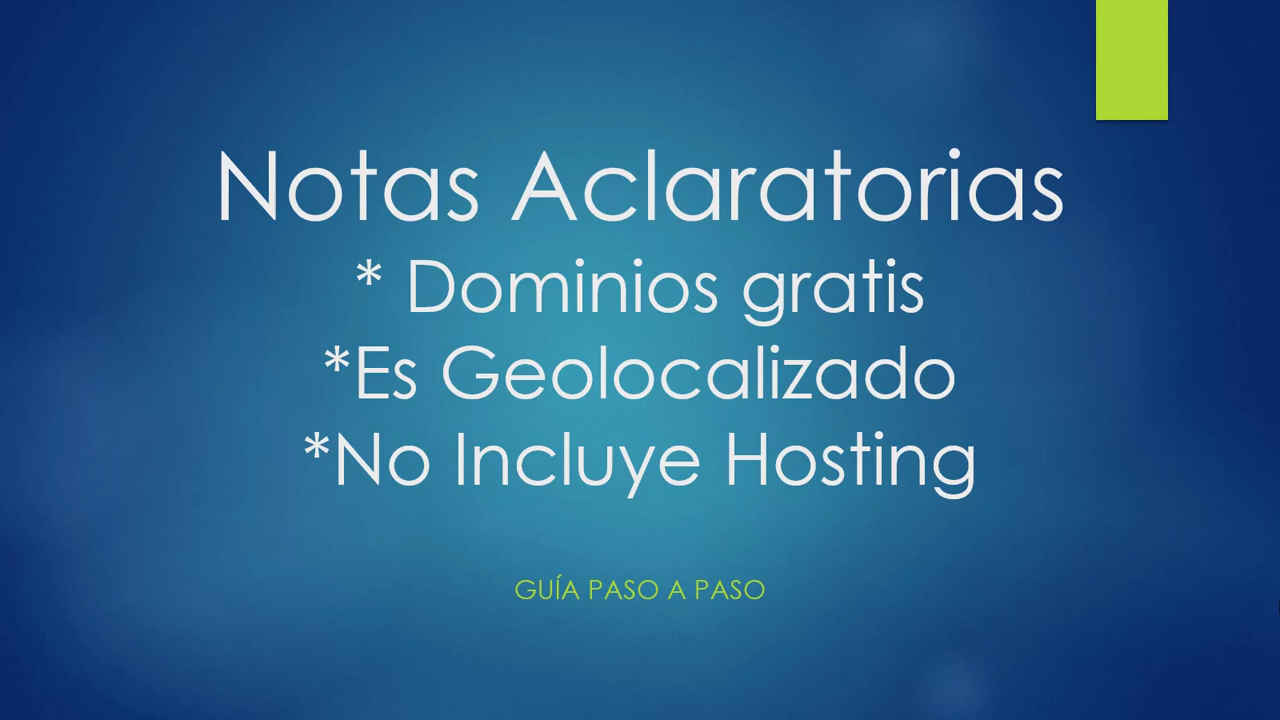 Notas Aclaratorias
* Dominios gratis
*Es Geolocalizado
*No Incluye Hosting
GUÍA PASO A PASO